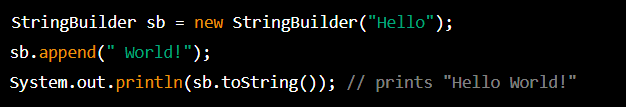 StringBuilder sb = new StringBuilder("Hello");
sb.append(" World!");
System.out.println(sb.toString()); // prints "Hello World!"